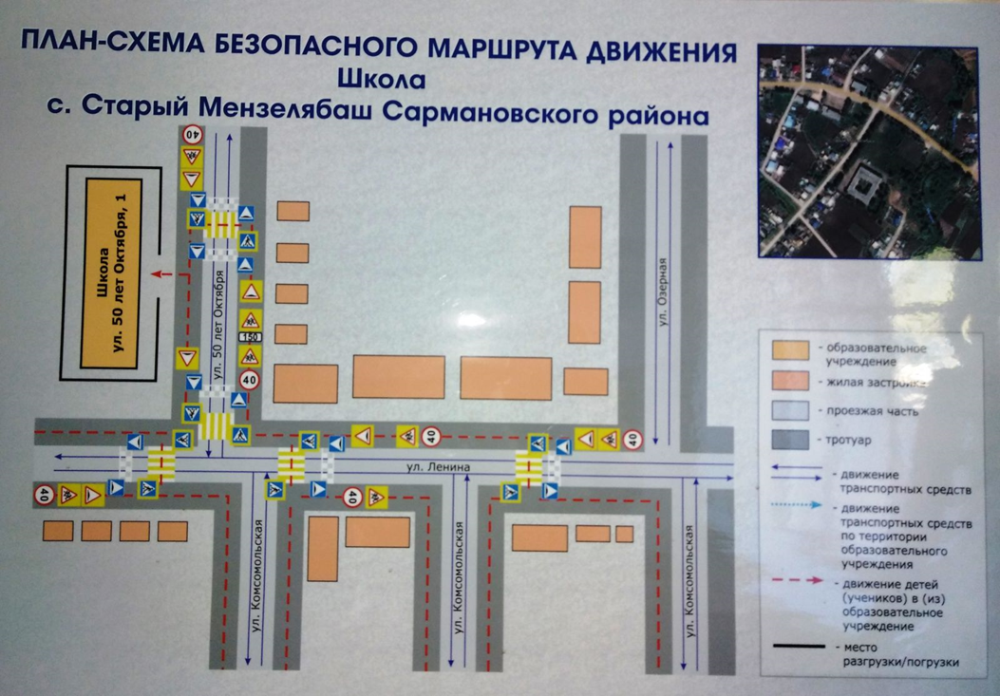 ПЛАН-СХЕМА БЕЗОПАСНОГО МАРШРУТА ДВИЖЕНИЯ
Школа
с. Старый Мензелябаш Сармановского района
40
Школа
ул. 50 лет Октября, 1
ул. 50 лет Октября
150
40
ул. Озерная
40
40
ул. Ленина
40
40
ул. Комсомольская
ул. Комсомольская
ул. Комсомольская
- образовательное
учреждение
- жилая застройка
- проезжая часть
- тротуар
- движение
транспортных средств
- движение
транспортных средств
по территории
образовательного
учреждения
- движение детей
(учеников) в (из)
образовательное
учреждение
- место
разгрузки/погрузки